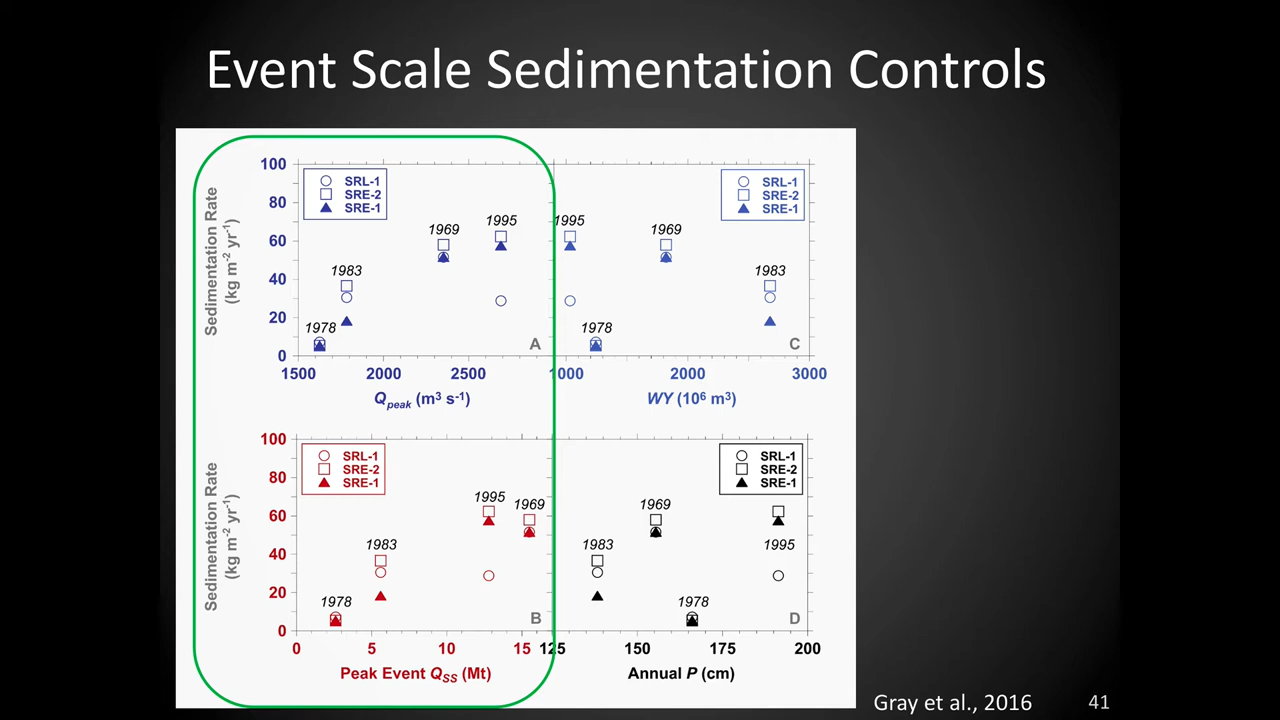 Event Scale Sedimentation Controls
Sedimentation Rate
(kg m⁻² yr⁻¹)
100
80
60
40
20
0
SRL-1
SRE-2
SRE-1
1978
1983
1969
1995
A
1500
2000
2500
Qpeak (m³ s⁻¹)
SRL-1
SRE-2
SRE-1
1995
1978
1969
1983
C
1000
2000
3000
WY (10⁶ m³)
Sedimentation Rate
(kg m⁻² yr⁻¹)
100
80
60
40
20
0
SRL-1
SRE-2
SRE-1
1978
1983
1995
1969
B
0
5
10
15
Peak Event QSS (Mt)
SRL-1
SRE-2
SRE-1
1983
1969
1978
1995
D
125
150
175
200
Annual P (cm)
Gray et al., 2016
41